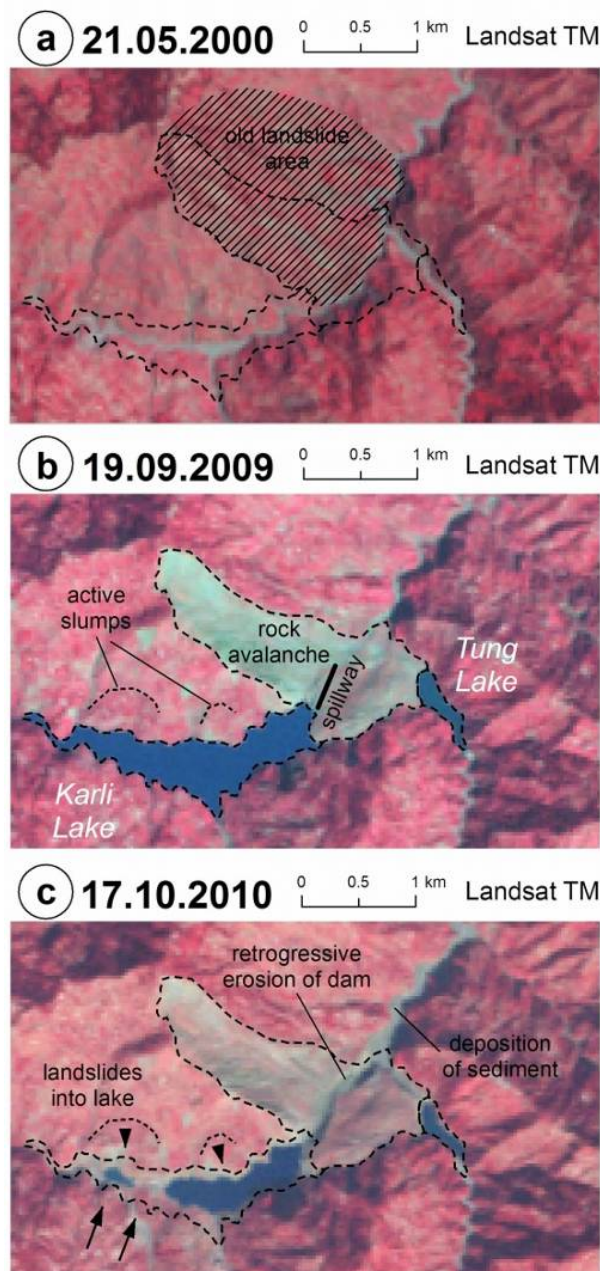 a 21.05.2000 0 0.5 1 km Landsat TM
old landslide
area
b 19.09.2009 0 0.5 1 km Landsat TM
active
slumps
rock
avalanche
spillway
Tung
Lake
Karli
Lake
c 17.10.2010 0 0.5 1 km Landsat TM
retrogressive
erosion of dam
deposition
of sediment
landslides
into lake